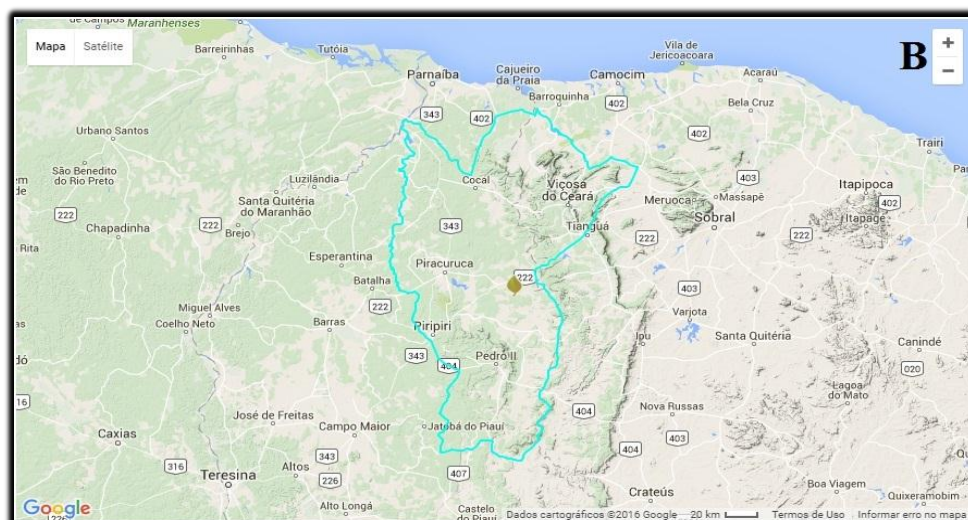 de Campos
Maranhenses
Mapa
Satélite
Barreirinhas
Tutóia
Parnaíba
Cajueiro
da Praia
Camocim
Vila de
Jericoacoara
B
+
−
Barroquinha
Acaraú
343
402
402
Bela Cruz
Urbano Santos
402
Trairi
São Benedito
do Rio Preto
Luzilândia
Cocal
Viçosa
do Ceará
403
Itapipoca
Meruoca
Massapê
402
222
Santa Quitéria
do Maranhão
Sobral
Itapagé
Chapadinha
222
Brejo
343
Tianguá
222
222
Rita
Esperantina
Piracuruca
222
Batalha
403
Miguel Alves
222
Coelho Neto
Barras
Piripiri
Varjota
Ipu
Santa Quitéria
Canindé
dó
343
404
Pedro II
020
16
Lagoa
do Mato
José de Freitas
404
Nova Russas
Caxias
Campo Maior
Jatobá do Piauí
403
343
404
316
Altos
407
Teresina
226
Crateús
Boa Viagem
Quixeramobim
Alto Longá
Castelo
do Piauí
Google
226
Dados cartográficos ©2016 Google
20 km
Termos de Uso
Informar erro no mapa